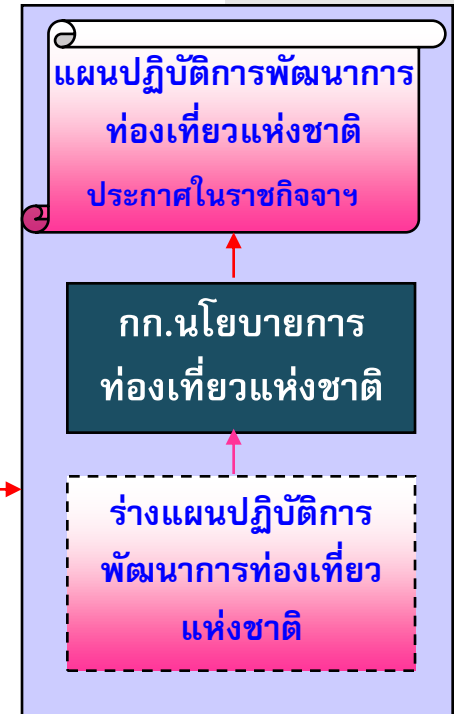 แผนปฏิบัติการพัฒนาการ
ท่องเที่ยวแห่งชาติ
ประกาศในราชกิจจาฯ
กก.นโยบายการ
ท่องเที่ยวแห่งชาติ
ร่างแผนปฏิบัติการ
พัฒนาการท่องเที่ยว
แห่งชาติ